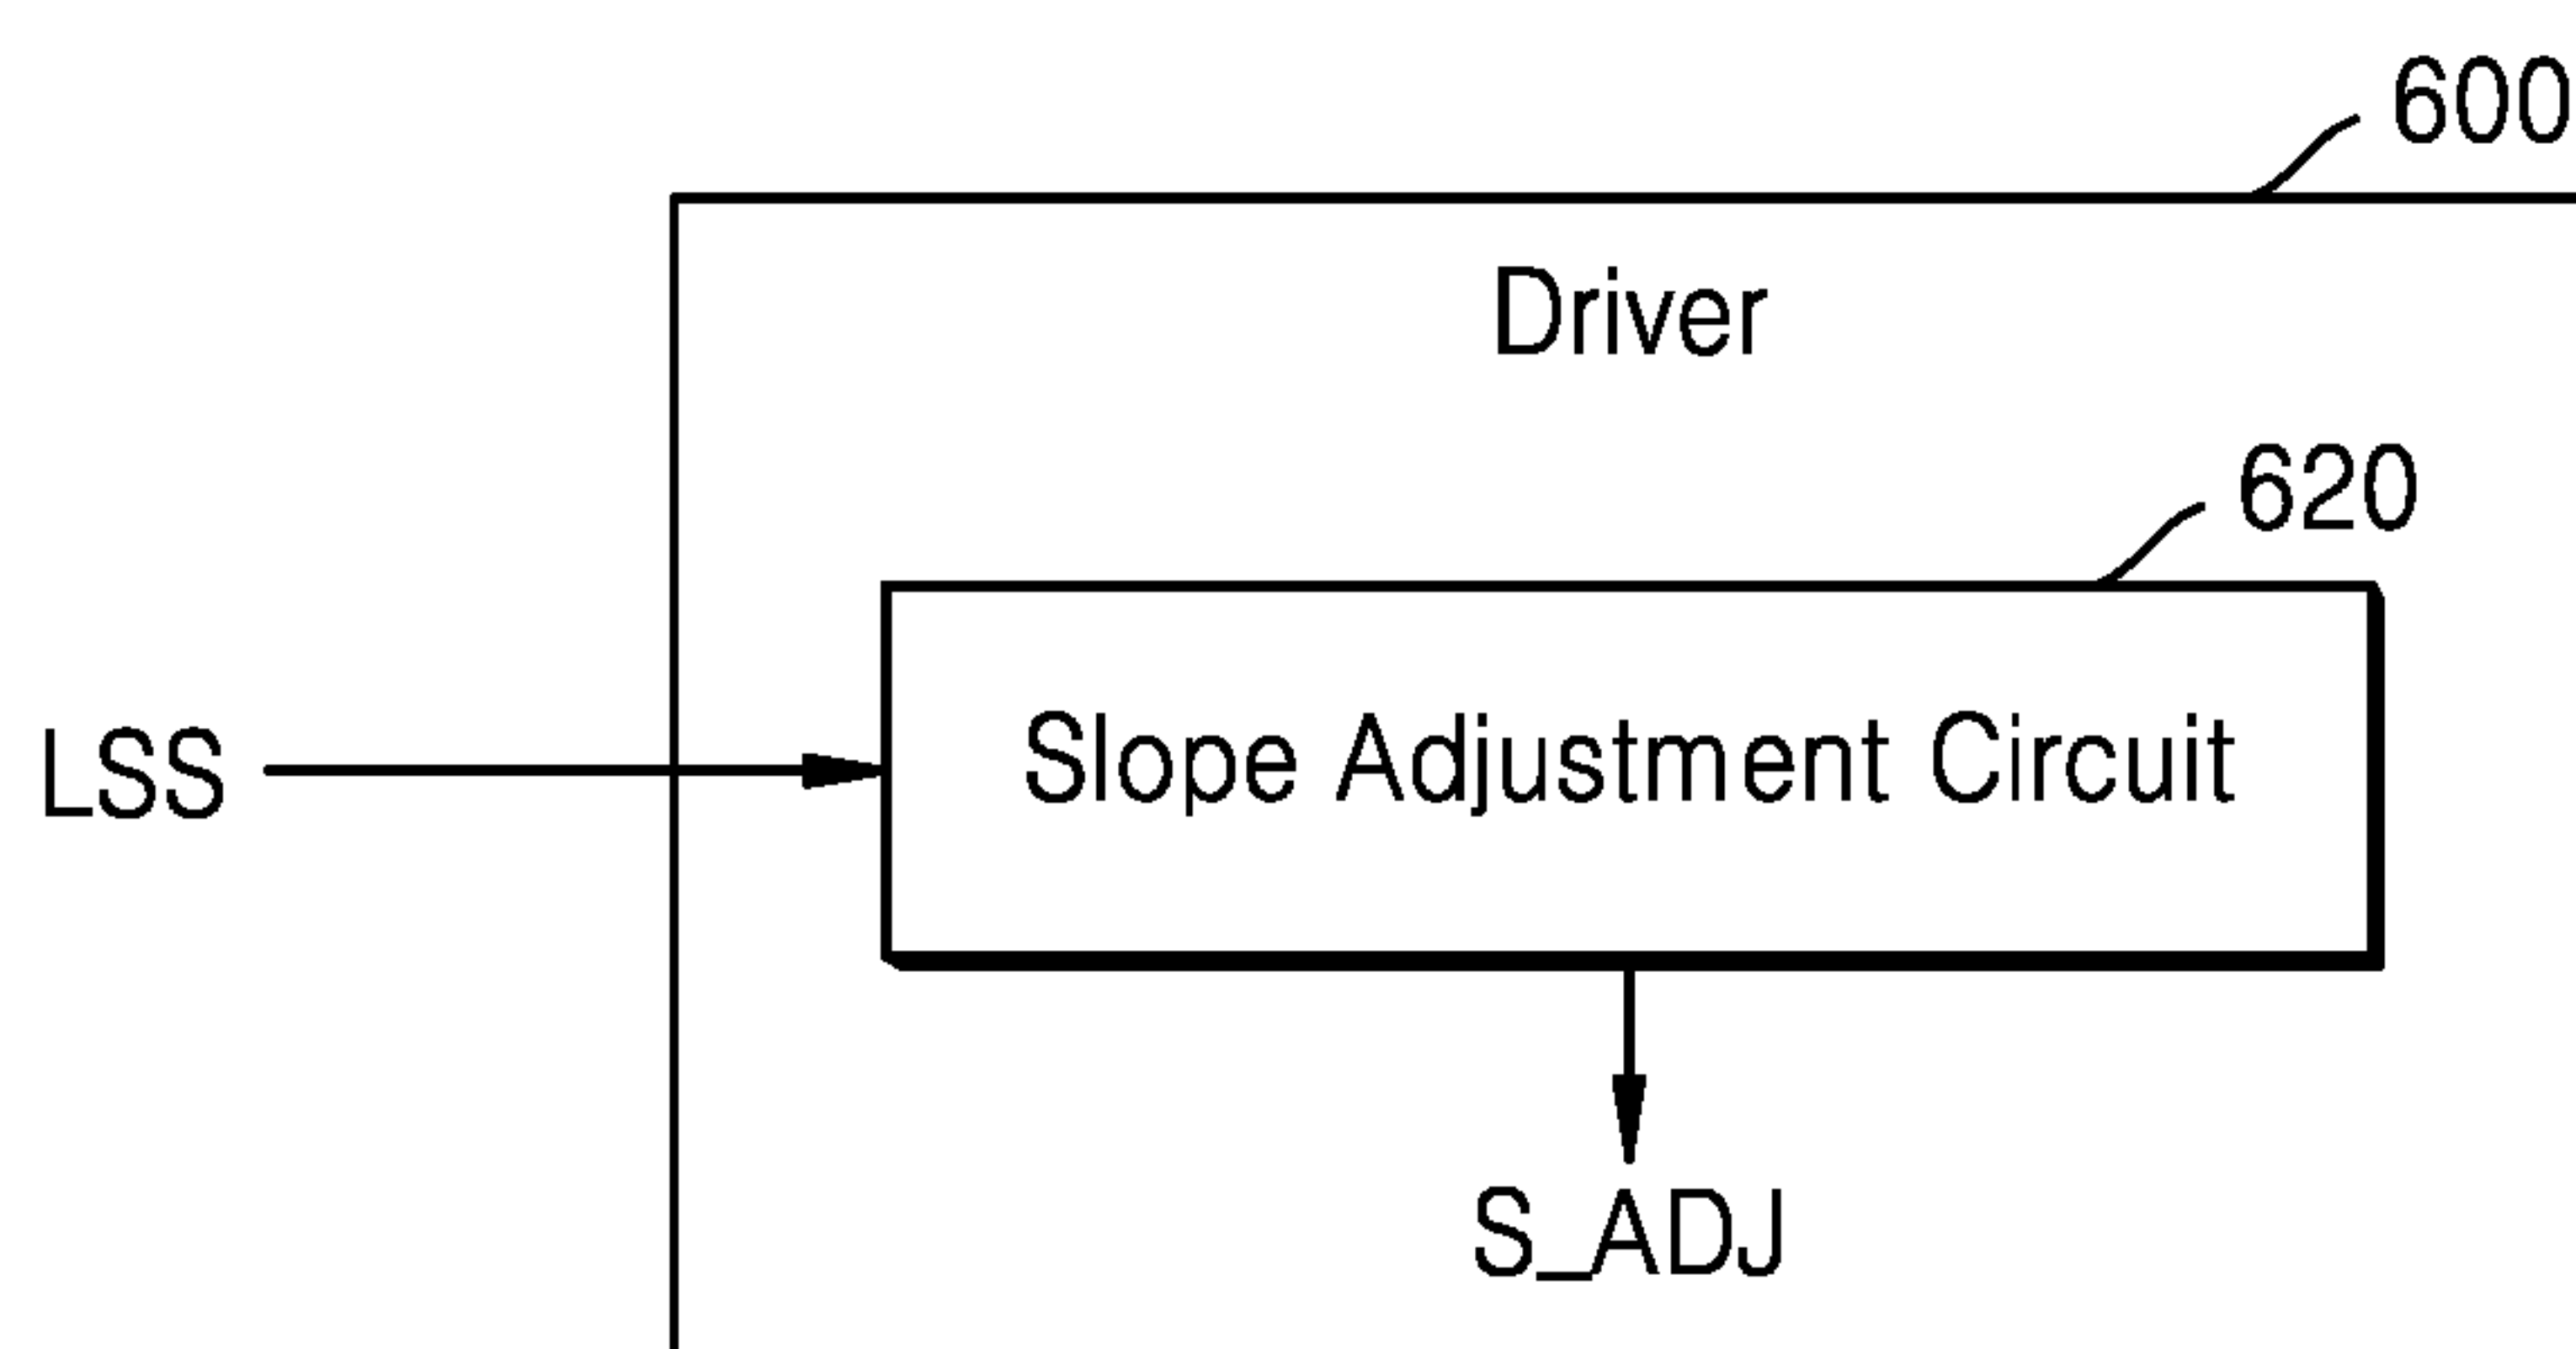 600
Driver
620
LSS
Slope Adjustment Circuit
S_ADJ